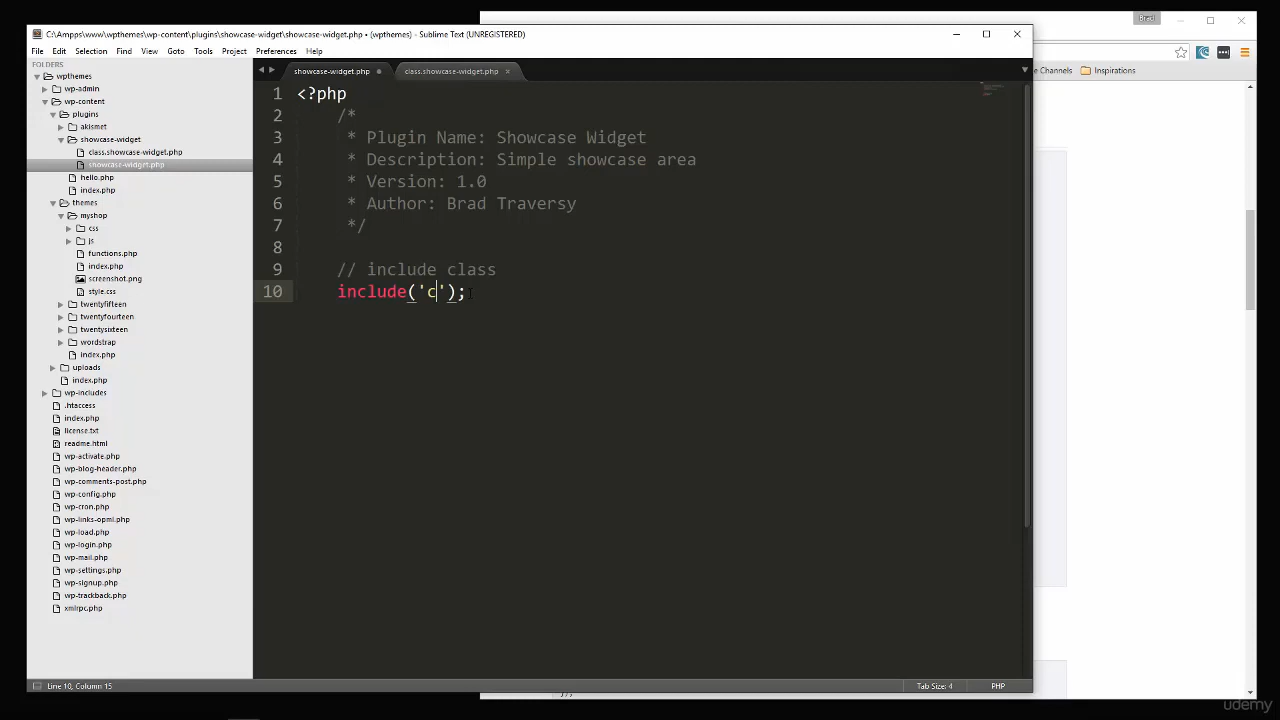 Brad
C:\Ampps\www\wpthemes\wp-content\plugins\showcase-widget\showcase-widget.php • (wpthemes) - Sublime Text (UNREGISTERED)
File Edit Selection Find View Goto Tools Project Preferences Help
e Channels Inspirations
FOLDERS
wpthemes
wp-admin
wp-content
plugins
akismet
showcase-widget
class.showcase-widget.php
showcase-widget.php
hello.php
index.php
themes
myshop
css
js
functions.php
index.php
screenshot.png
style.css
twentyfifteen
twentyfourteen
twentysixteen
wordstrap
index.php
uploads
index.php
wp-includes
.htaccess
index.php
license.txt
readme.html
wp-activate.php
wp-blog-header.php
wp-comments-post.php
wp-config.php
wp-cron.php
wp-links-opml.php
wp-load.php
wp-login.php
wp-mail.php
wp-settings.php
wp-signup.php
wp-trackback.php
xmlrpc.php
showcase-widget.php class.showcase-widget.php
1 <?php
2 /*
3 * Plugin Name: Showcase Widget
4 * Description: Simple showcase area
5 * Version: 1.0
6 * Author: Brad Traversy
7 */
8
9 // include class
10 include('c');
Line 10, Column 15 Tab Size: 4 PHP
});
udemy